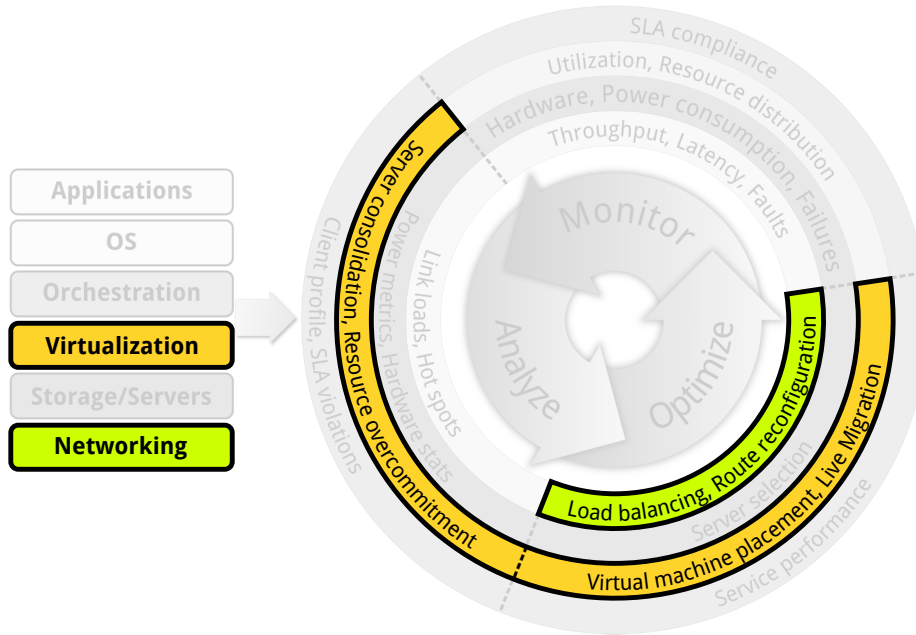 Applications
OS
Orchestration
Virtualization
Storage/Servers
Networking
SLA compliance
Utilization, Resource distribution
Hardware, Power consumption, Failures
Throughput, Latency, Faults
Monitor
Analyze
Optimize
Client profile, SLA violations
Server consolidation, Resource overcommitment
Power metrics, Hardware stats
Link loads, Hot spots
Load balancing, Route reconfiguration
Server selection
Virtual machine placement, Live Migration
Service performance